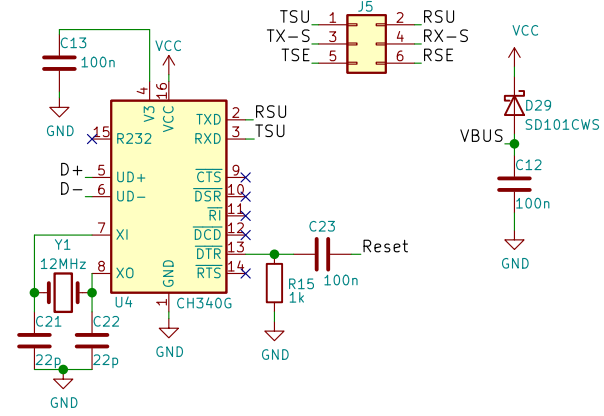 J5
TSU 1 2 RSU
TX-S 3 4 RX-S
TSE 5 6 RSE
C13
100n
GND
VCC
4 16
V3 VCC
15 R232
TXD 2 RSU
RXD 3 TSU
D+ 5 UD+
D- 6 UD-
CTS 9
DSR 10
RI 11
DCD 12
DTR 13
RTS 14
7 XI
8 XO
GND
1
U4
CH340G
GND
Y1
12MHz
C21
22p
C22
22p
GND
C23
100n
Reset
R15
1k
GND
VCC
D29
SD101CWS
VBUS
C12
100n
GND